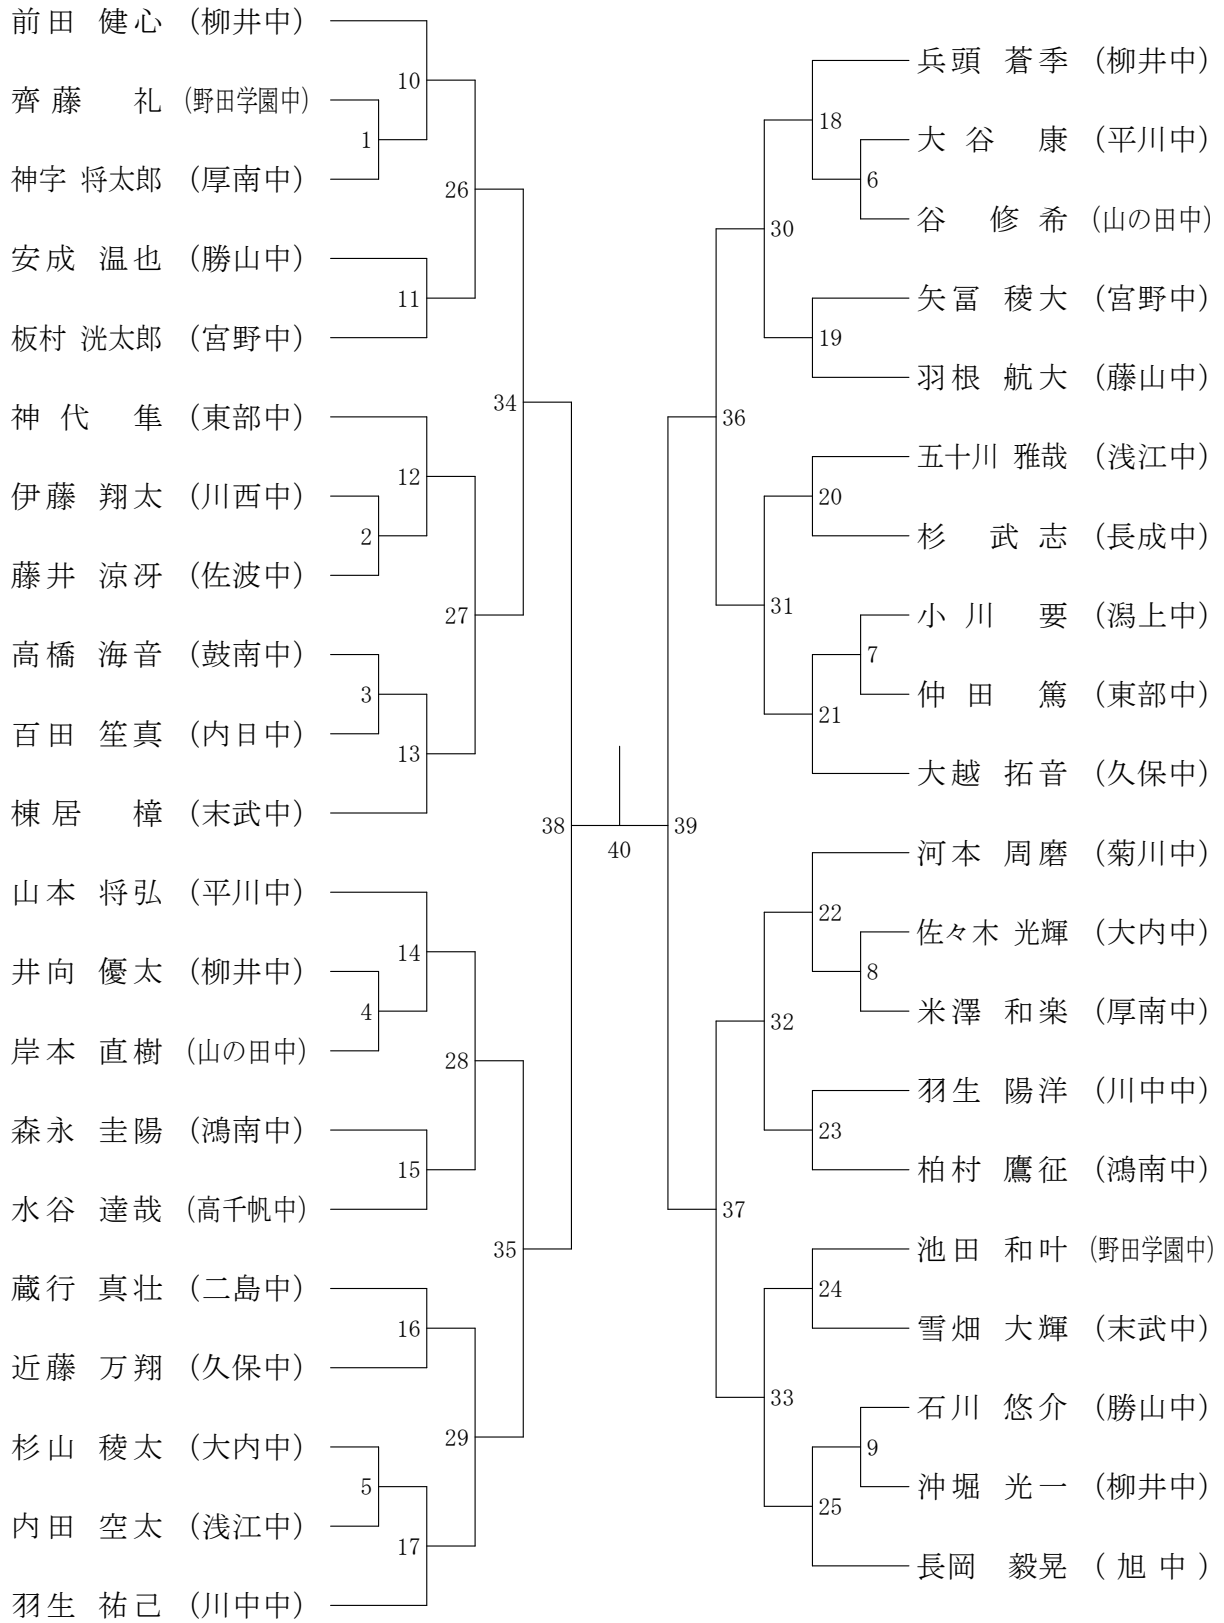 前田 健心 (柳井中)
齊藤 礼 (野田学園中)
神字 将太郎 (厚南中)
安成 温也 (勝山中)
板村 洸太郎 (宮野中)
神代 隼 (東部中)
伊藤 翔太 (川西中)
藤井 涼冴 (佐波中)
高橋 海音 (鼓南中)
百田 笙真 (内日中)
棟居 樟 (末武中)
山本 将弘 (平川中)
井向 優太 (柳井中)
岸本 直樹 (山の田中)
森永 圭陽 (鴻南中)
水谷 達哉 (高千帆中)
蔵行 真壮 (二島中)
近藤 万翔 (久保中)
杉山 稜太 (大内中)
内田 空太 (浅江中)
羽生 祐己 (川中中)
1
2
3
4
5
10
11
12
13
14
15
16
17
26
27
28
29
34
35
38
40
39
36
37
30
31
32
33
18
19
20
21
22
23
24
25
6
7
8
9
兵頭 蒼季 (柳井中)
大谷 康 (平川中)
谷 修希 (山の田中)
矢冨 稜大 (宮野中)
羽根 航大 (藤山中)
五十川 雅哉 (浅江中)
杉 武志 (長成中)
小川 要 (潟上中)
仲田 篤 (東部中)
大越 拓音 (久保中)
河本 周磨 (菊川中)
佐々木 光輝 (大内中)
米澤 和楽 (厚南中)
羽生 陽洋 (川中中)
柏村 鷹征 (鴻南中)
池田 和叶 (野田学園中)
雪畑 大輝 (末武中)
石川 悠介 (勝山中)
沖堀 光一 (柳井中)
長岡 毅晃 (旭中)